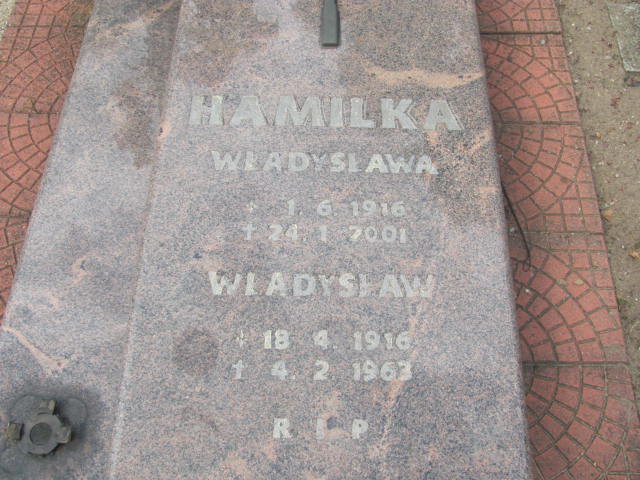 HAMILKA
WŁADYSŁAWA
* 1. 6. 1916
† 24. 1. 2001
WŁADYSŁAW
* 18. 4. 1916
† 4. 2. 1963
R. I. P.